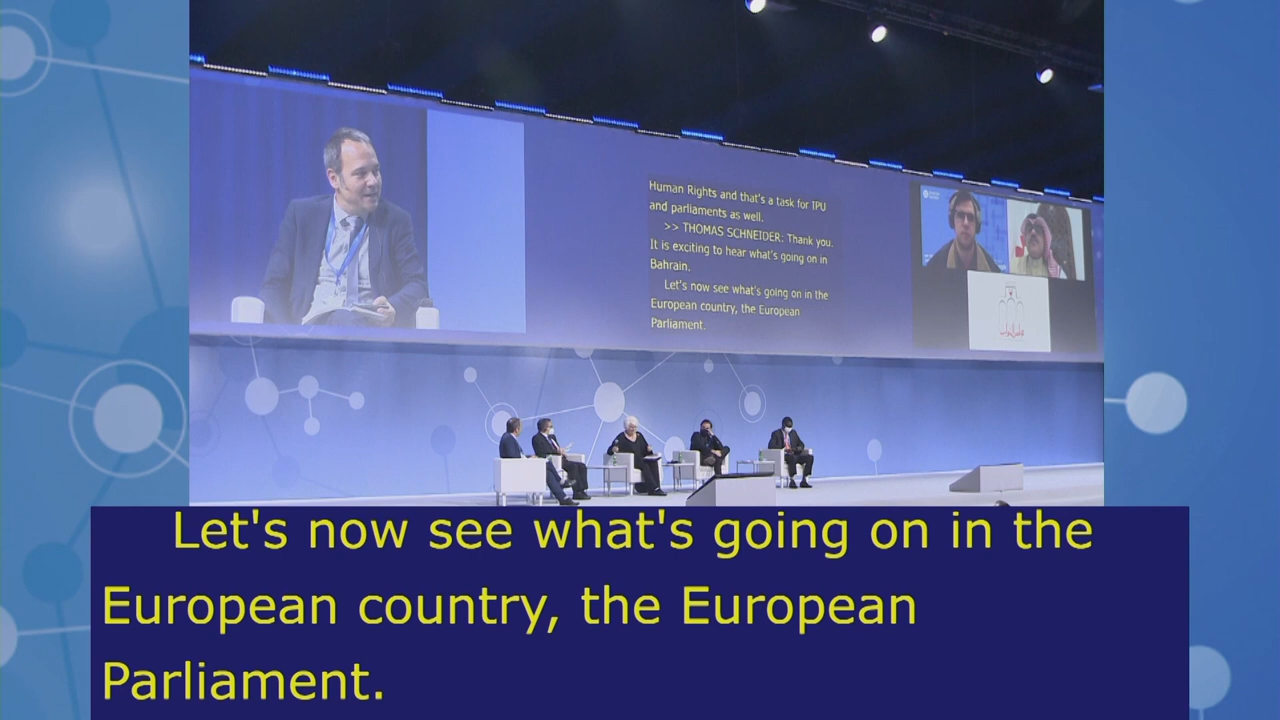 Human Rights and that's a task for IPU
and parliaments as well.
>> THOMAS SCHNEIDER: Thank you.
It is exciting to hear what's going on in
Bahrain.
Let's now see what's going on in the
European country, the European
Parliament.
Let's now see what's going on in the
European country, the European
Parliament.